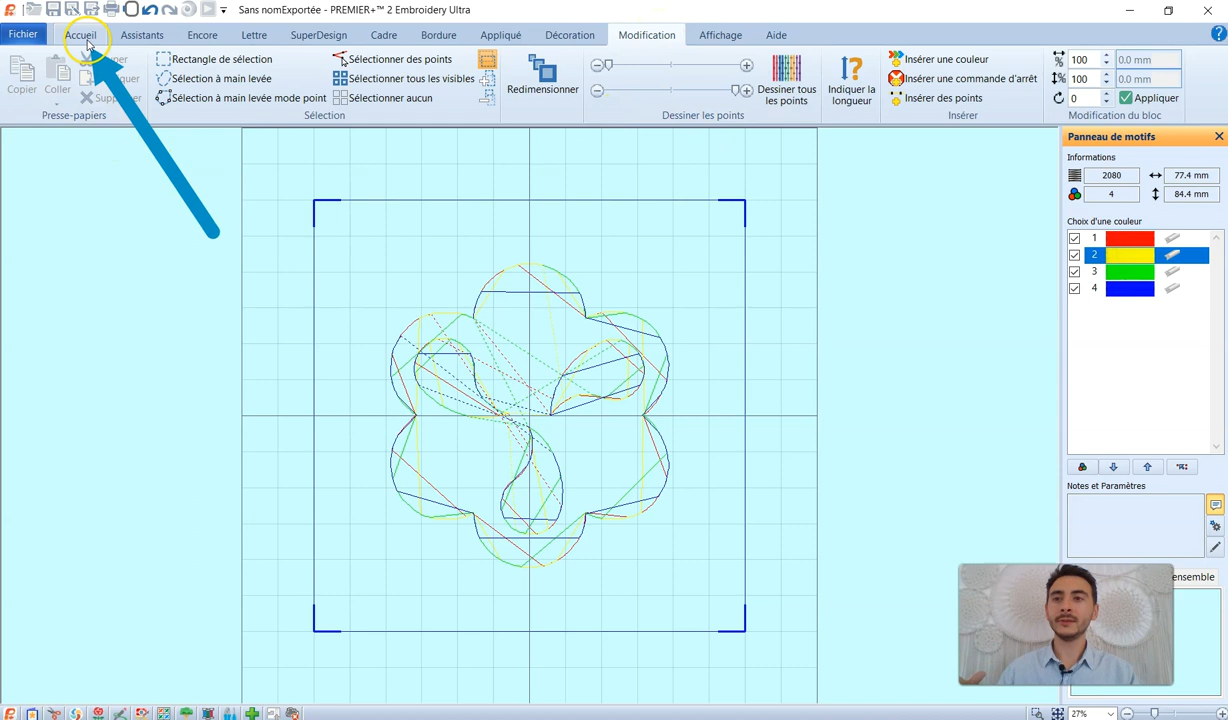 Sans nomExportée - PREMIER+™ 2 Embroidery Ultra
Fichier
Accueil
Assistants
Encore
Lettre
SuperDesign
Cadre
Bordure
Appliqué
Décoration
Modification
Affichage
Aide
Copier
Coller
Presse-papiers
Rectangle de sélection
Sélection à main levée
Sélection à main levée mode point
Sélectionner des points
Sélectionner tous les visibles
Sélectionner aucun
Sélection
Redimensionner
Dessiner tous les points
Dessiner les points
Indiquer la longueur
Insérer une couleur
Insérer une commande d'arrêt
Insérer des points
Insérer
100
0.0 mm
100
0.0 mm
0
Appliquer
Modification du bloc
Panneau de motifs
Informations
2080
77.4 mm
4
84.4 mm
Choix d'une couleur
1
2
3
4
Notes et Paramètres
ensemble
27%